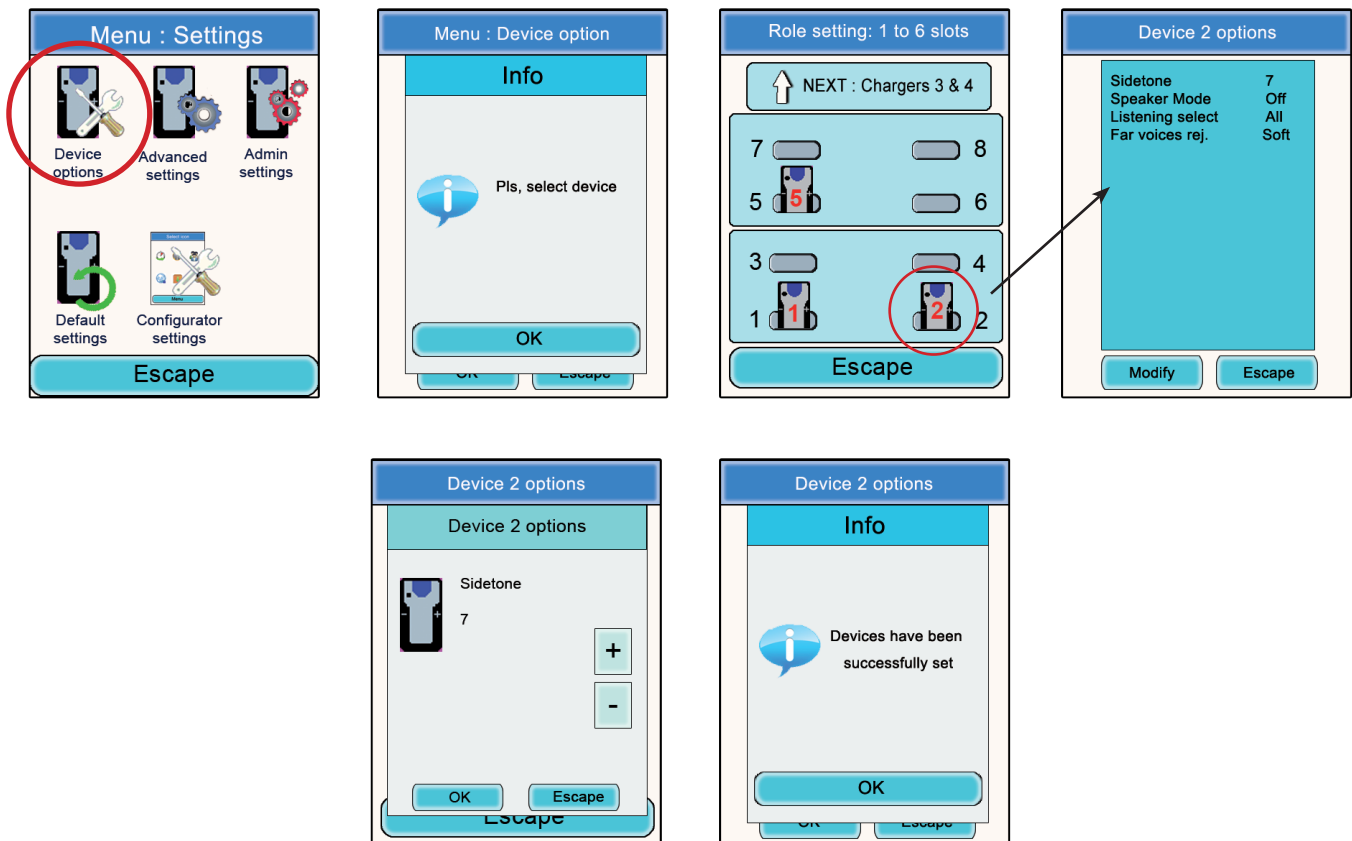 Menu : Settings
Device
options
Advanced
settings
Admin
settings
Default
settings
Configurator
settings
Escape
Menu : Device option
Info
Pls, select device
OK
OK
Escape
Role setting: 1 to 6 slots
NEXT : Chargers 3 & 4
7
8
5
5
6
3
4
1
1
2
2
Escape
Device 2 options
Sidetone 7
Speaker Mode Off
Listening select All
Far voices rej. Soft
Modify
Escape
Device 2 options
Device 2 options
Sidetone
- +
7
+
-
OK
Escape
Escape
Device 2 options
Info
Devices have been
successfully set
OK
OK
Escape